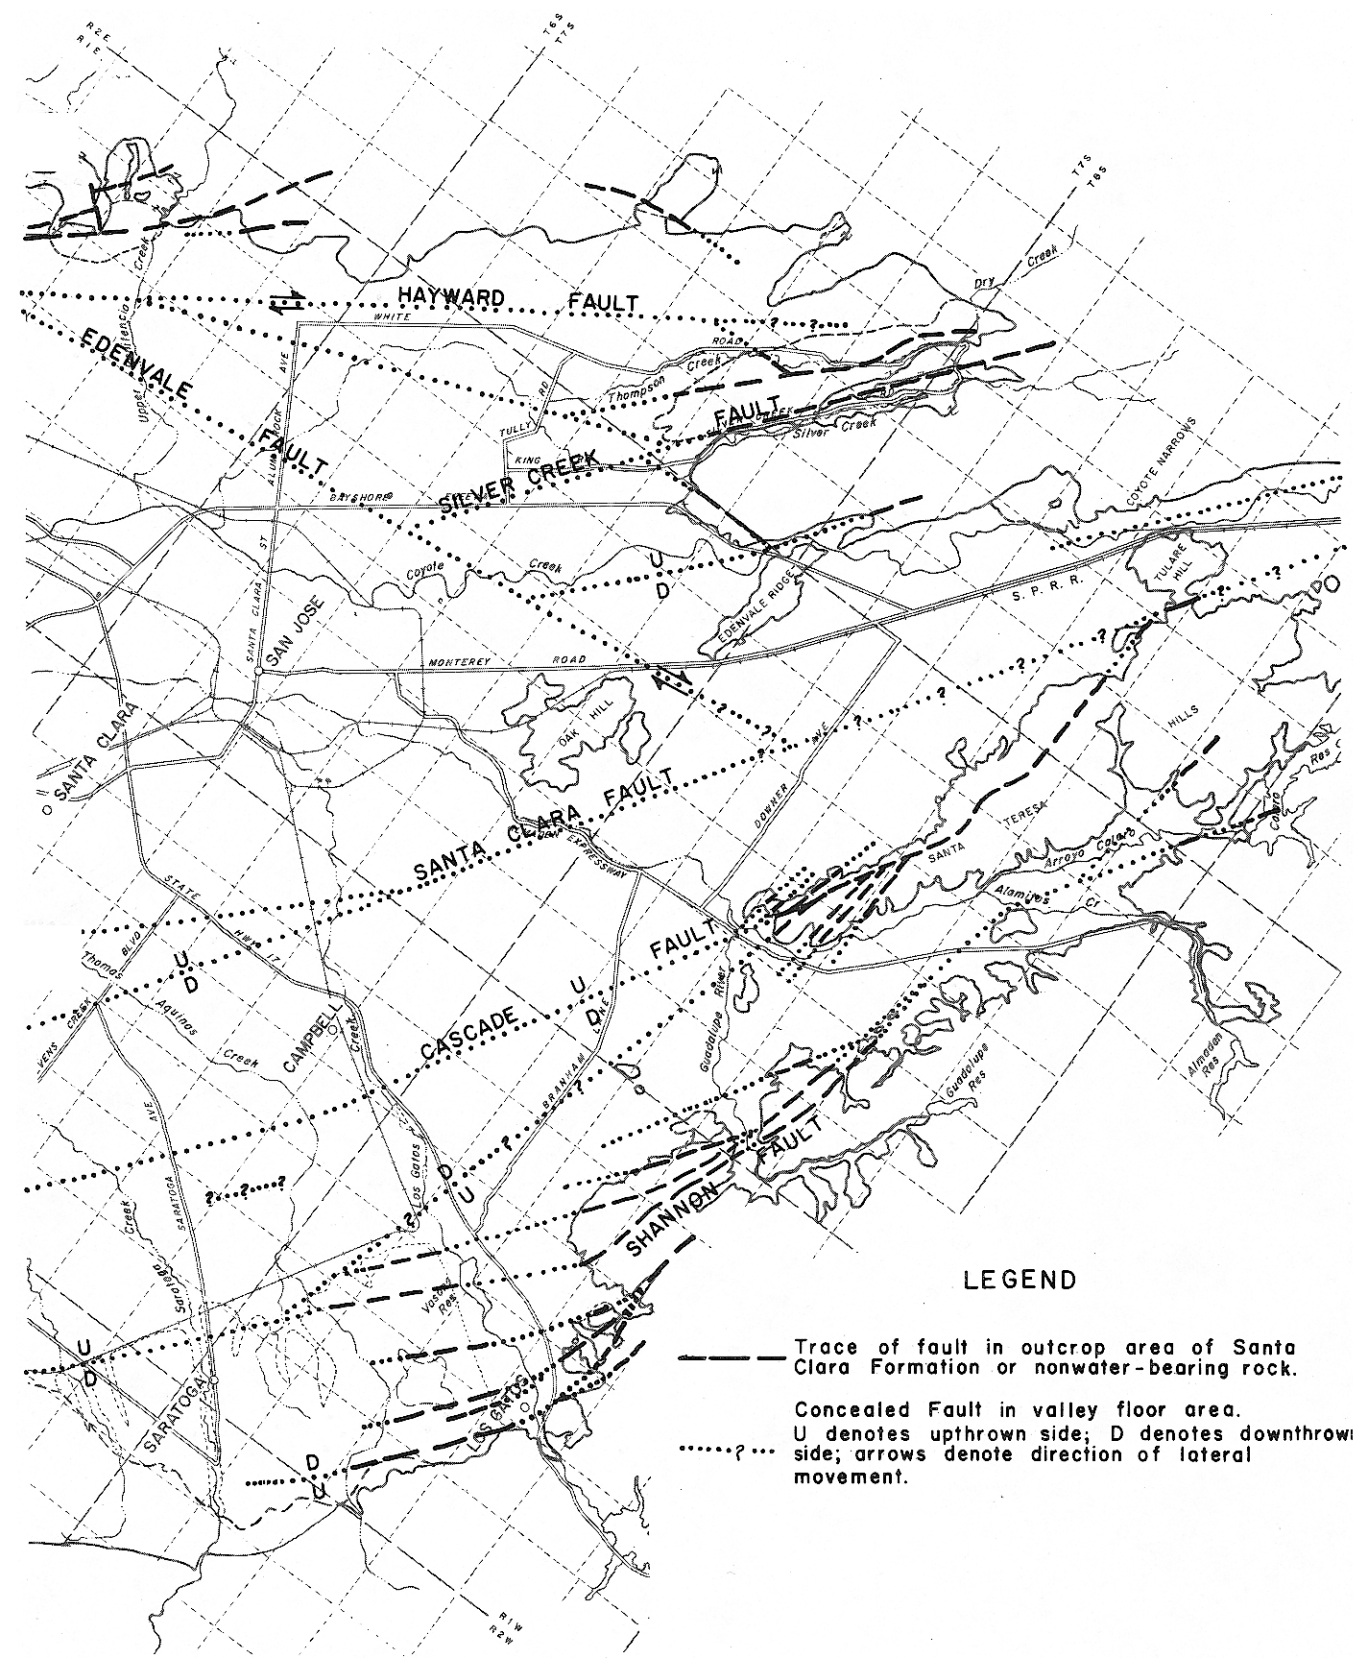 R2E
R1E
T6S
T7S
T7S
T8S
Creek
Upper
Dry Creek
HAYWARD FAULT
WHITE
ROAD
EDENVALE
FAULT
AVE
ROCK
ALUM
Thompson Creek
FAULT
Silver Creek
TULLY RD
KING
SILVER CREEK
BAYSHORE
COYOTE NARROWS
Coyote Creek
U
D
EDENVALE RIDGE
TULARE
HILL
S. P. R. R.
?
D
SANTA CLARA ST
SAN JOSE
MONTEREY ROAD
OAK HILL
?
?
?
?
?
SANTA CLARA
HILLS
Res
Calero
SANTA CLARA FAULT
EXPRESSWAY
DOWNER AVE
TERESA
SANTA
Arroyo Calero
Alamitos Cr
STATE
HWY 17
BLVD
Thomas
Aquinos
Creek
U
D
CREEK
VENS
FAULT
CASCADE
U
D
Guadalupe River
CAMPBELL
Creek
BRANHAM LNE
?
?
Guadalupe
Res
Almaden
Res
SARATOGA AVE
? ? ?
Los Gatos
D
U
?
SHANNON FAULT
Saratoga Creek
Vasona
Res
U
D
SARATOGA
LOS GATOS
D
U
R1W
R2W
LEGEND
Trace of fault in outcrop area of Santa
Clara Formation or nonwater-bearing rock.
Concealed Fault in valley floor area.
U denotes upthrown side; D denotes downthrown
? side; arrows denote direction of lateral
movement.